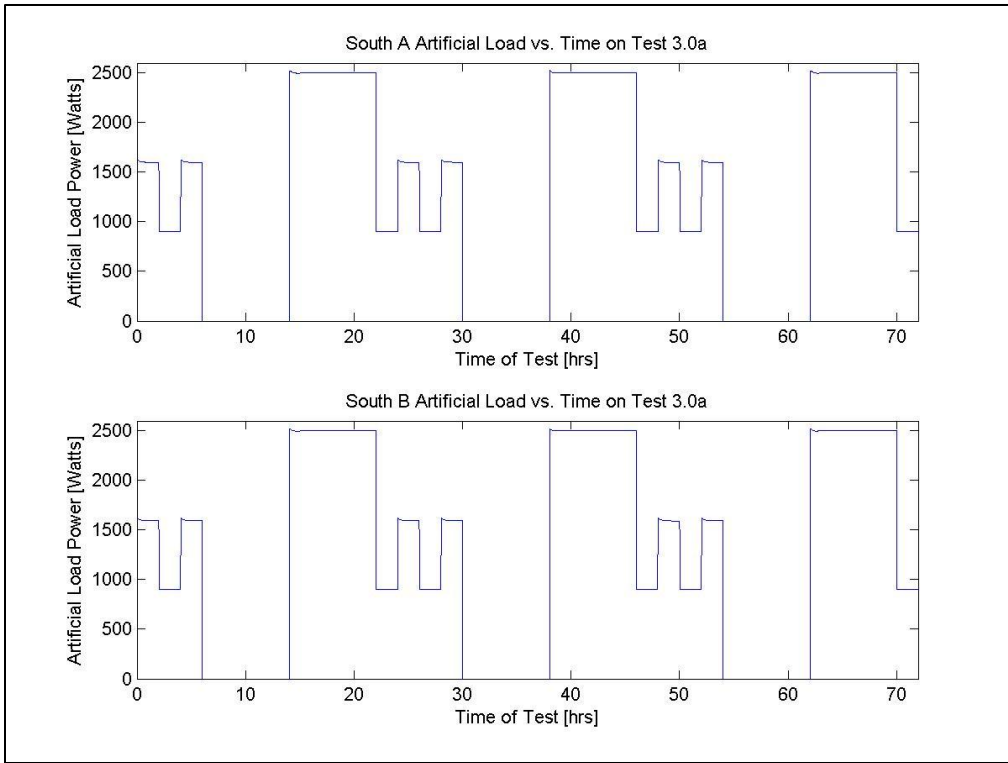 South A Artificial Load vs. Time on Test 3.0a
Artificial Load Power [Watts]
2500
2000
1500
1000
500
0
0 10 20 30 40 50 60 70
Time of Test [hrs]
South B Artificial Load vs. Time on Test 3.0a
Artificial Load Power [Watts]
2500
2000
1500
1000
500
0
0 10 20 30 40 50 60 70
Time of Test [hrs]